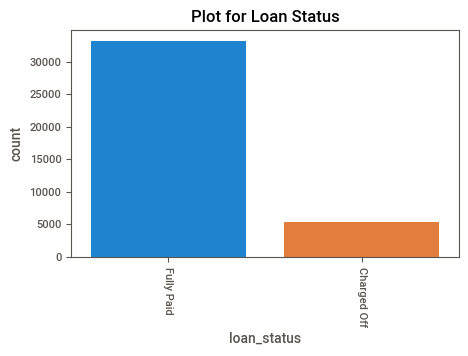 Plot for Loan Status
count
30000
25000
20000
15000
10000
5000
0
Fully Paid
Charged Off
loan_status